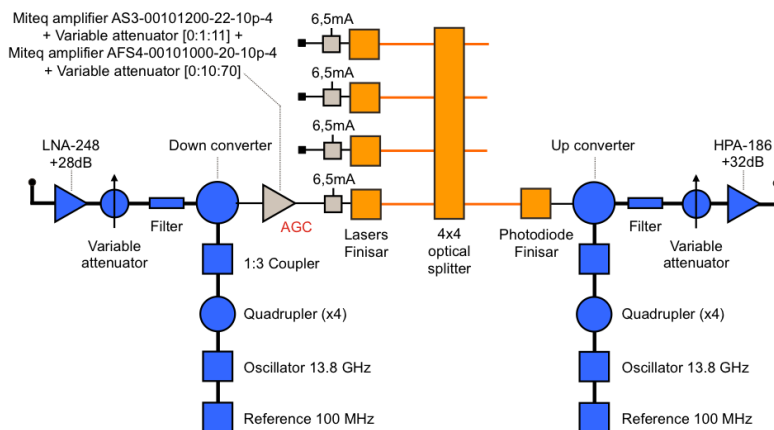 Miteq amplifier AS3-00101200-22-10p-4
+ Variable attenuator [0:1:11] +
Miteq amplifier AFS4-00101000-20-10p-4
+ Variable attenuator [0:10:70]
6,5mA
6,5mA
6,5mA
6,5mA
LNA-248
+28dB
Down converter
Up converter
HPA-186
+32dB
Filter
Variable
attenuator
AGC
Lasers
Finisar
4x4
optical
splitter
Photodiode
Finisar
Filter
Variable
attenuator
1:3 Coupler
Quadrupler (x4)
Quadrupler (x4)
Oscillator 13.8 GHz
Oscillator 13.8 GHz
Reference 100 MHz
Reference 100 MHz